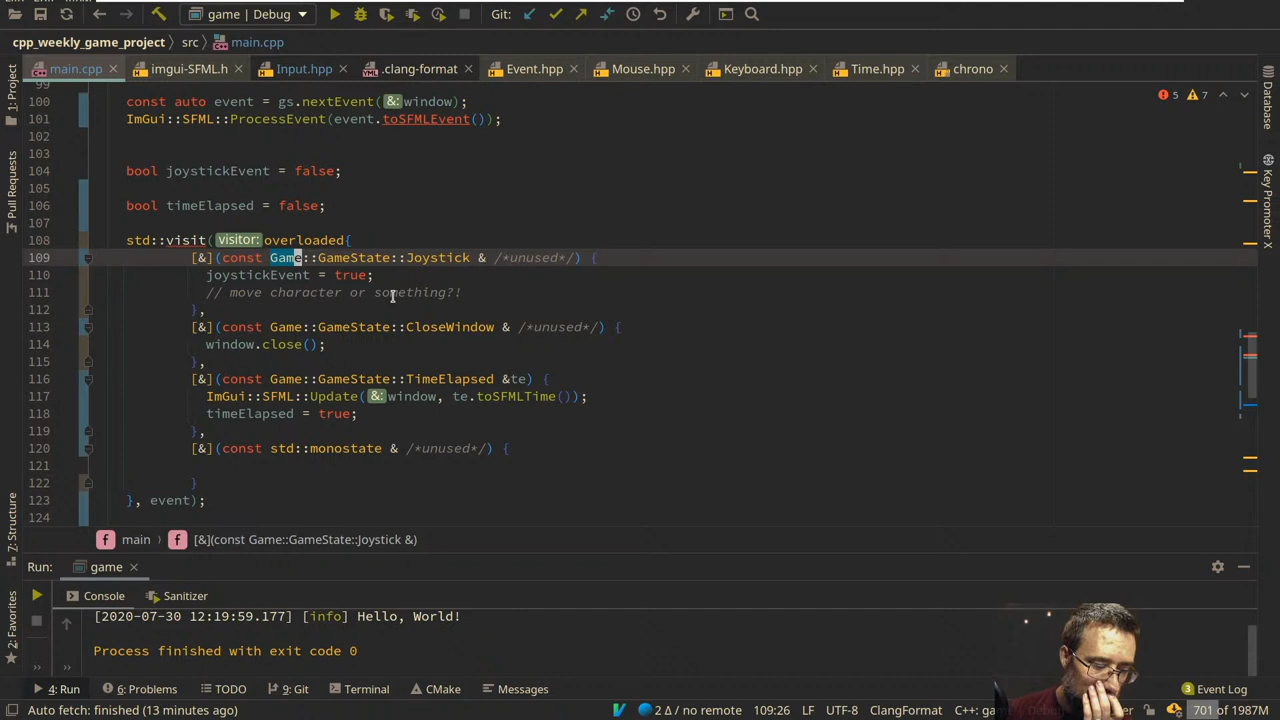 game | Debug
Git:
cpp_weekly_game_project
src
main.cpp
main.cpp
imgui-SFML.h
Input.hpp
.clang-format
Event.hpp
Mouse.hpp
Keyboard.hpp
Time.hpp
chrono
1: Project
Pull Requests
7: Structure
2: Favorites
Database
Key Promoter X
5
7
99
100 const auto event = gs.nextEvent( &: window);
101 ImGui::SFML::ProcessEvent(event.toSFMLEvent());
102
103
104 bool joystickEvent = false;
105
106 bool timeElapsed = false;
107
108 std::visit( visitor: overloaded{
109 [&](const Game::GameState::Joystick & /*unused*/) {
110 joystickEvent = true;
111 // move character or something?!
112 },
113 [&](const Game::GameState::CloseWindow & /*unused*/) {
114 window.close();
115 },
116 [&](const Game::GameState::TimeElapsed &te) {
117 ImGui::SFML::Update( &: window, te.toSFMLTime());
118 timeElapsed = true;
119 },
120 [&](const std::monostate & /*unused*/) {
121
122 }
123 }, event);
124
f main
f [&](const Game::GameState::Joystick &)
Run:
game
Console
Sanitizer
[2020-07-30 12:19:59.177] [info] Hello, World!
Process finished with exit code 0
4: Run
6: Problems
TODO
9: Git
Terminal
CMake
Messages
3 Event Log
Auto fetch: finished (13 minutes ago)
2 Δ / no remote
109:26
LF
UTF-8
ClangFormat
C++: gam
701 of 1987M